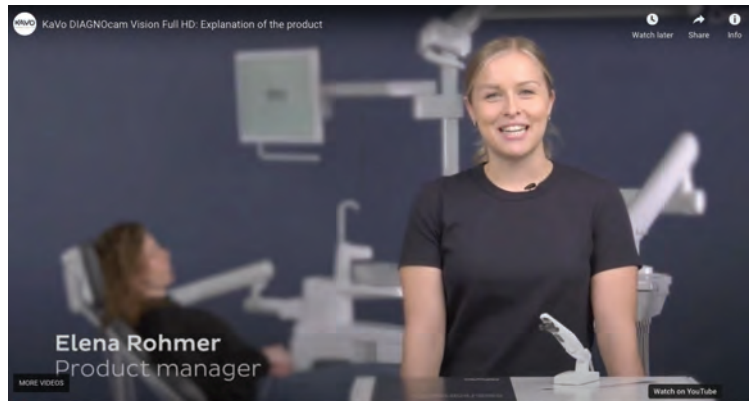 KaVo
KaVo DIAGNOcam Vision Full HD: Explanation of the product
Watch later
Share
Info
Elena Rohmer
Product manager
MORE VIDEOS
Watch on YouTube